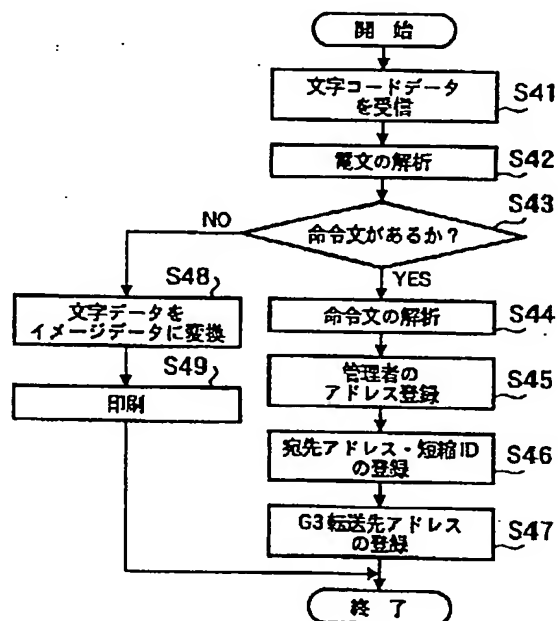 開 始
文字コードデータ
を受信
S41
電文の解析
S42
命令文があるか?
S43
NO
YES
文字データを
イメージデータに変換
S48
印刷
S49
命令文の解析
S44
管理者の
アドレス登録
S45
宛先アドレス・短縮ID
の登録
S46
G3転送先アドレス
の登録
S47
終 了